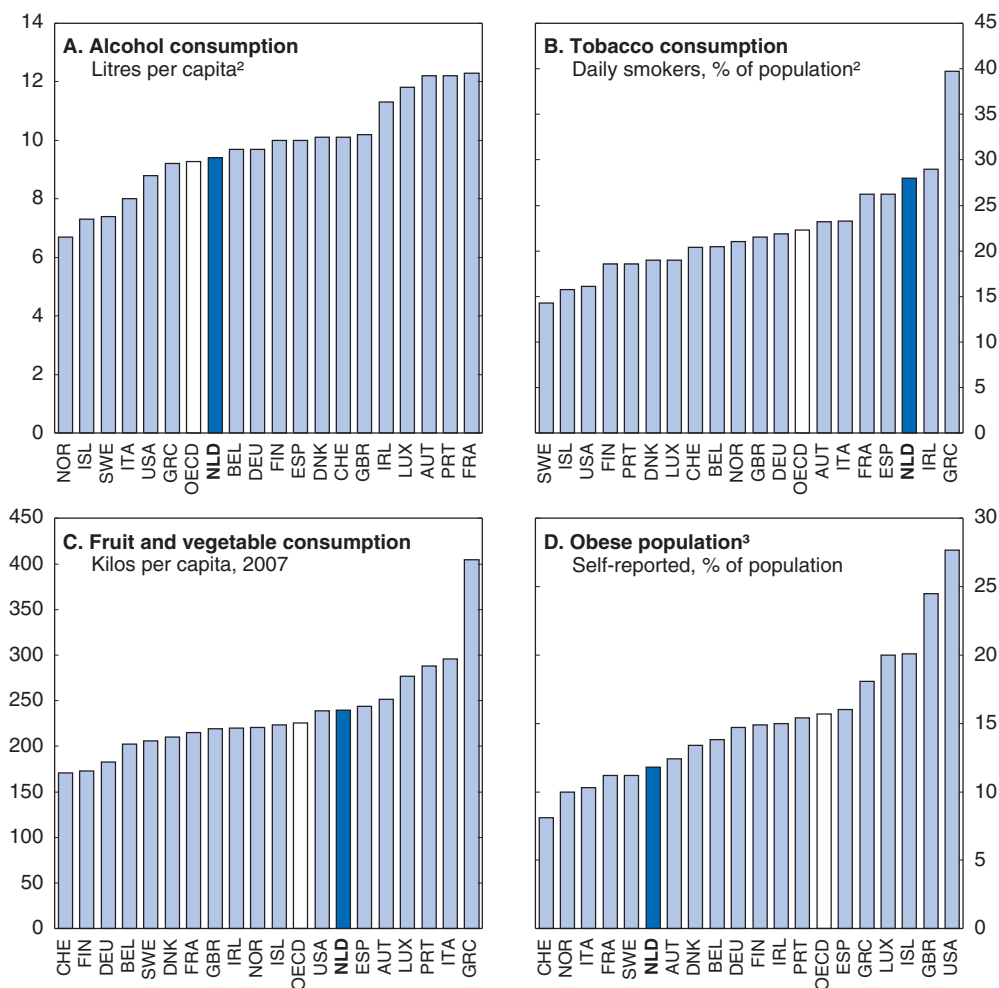 A. Alcohol consumption
Litres per capita²
14
12
10
8
6
4
2
0
NOR ISL SWE ITA USA GRC OECD NLD BEL DEU FIN ESP DNK CHE GBR IRL LUX AUT PRT FRA
B. Tobacco consumption
Daily smokers, % of population²
45
40
35
30
25
20
15
10
5
0
SWE ISL USA FIN PRT DNK LUX CHE BEL NOR GBR DEU OECD AUT ITA FRA ESP NLD IRL GRC
C. Fruit and vegetable consumption
Kilos per capita, 2007
450
400
350
300
250
200
150
100
50
0
CHE FIN DEU BEL SWE DNK FRA GBR IRL NOR ISL OECD USA NLD ESP AUT LUX PRT ITA GRC
D. Obese population³
Self-reported, % of population
30
25
20
15
10
5
0
CHE NOR ITA FRA SWE NLD AUT DNK BEL DEU FIN IRL PRT OECD ESP GRC LUX ISL GBR USA